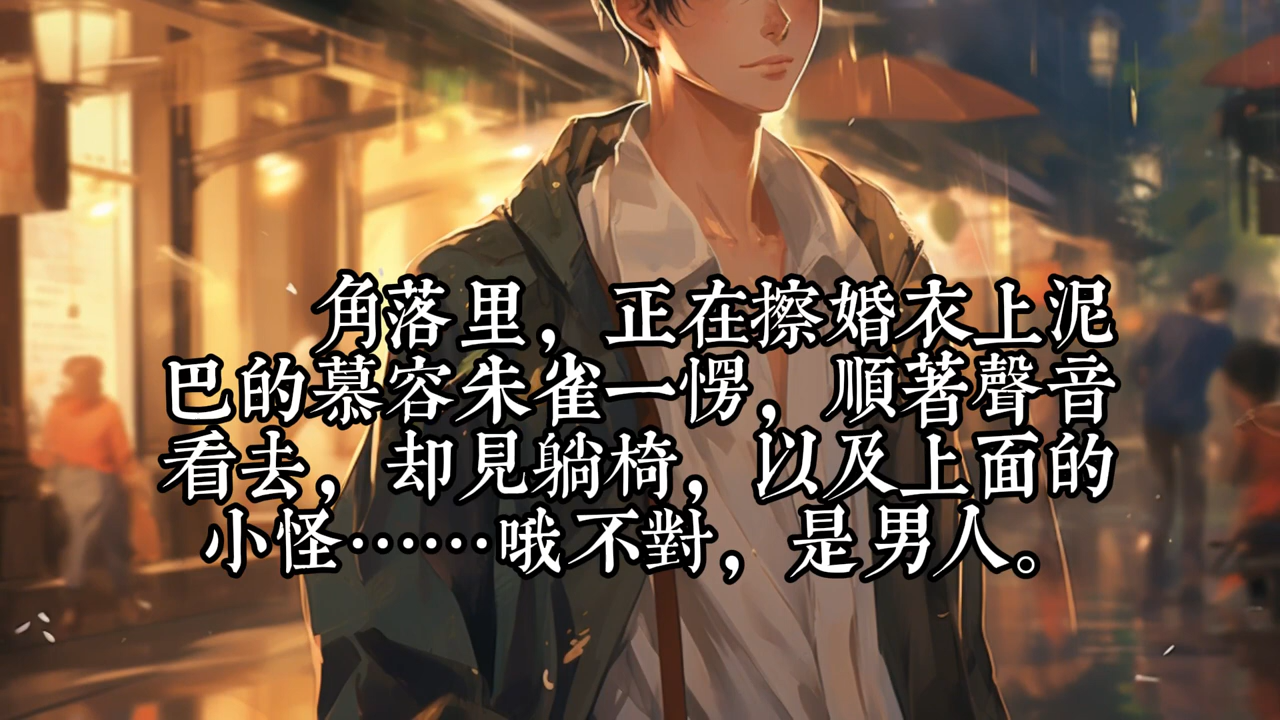 角落里，正在擦婚衣上泥
巴的慕容朱雀一愣，順著聲音
看去，却見躺椅，以及上面的
小怪……哦不對，是男人。